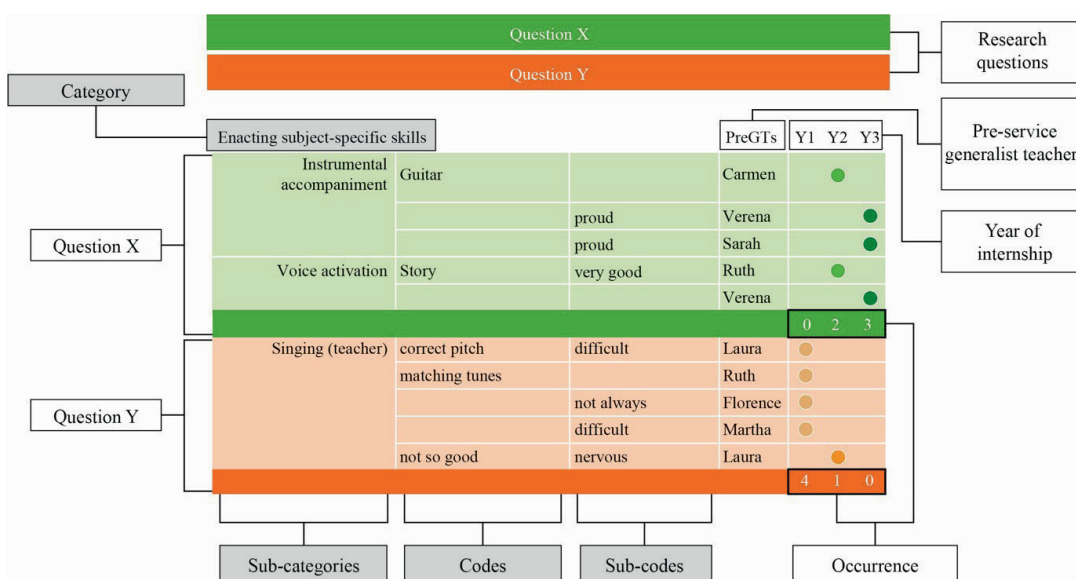 Question X
Question Y
Research
questions
Category
Enacting subject-specific skills
PreGTs
Y1 Y2 Y3
Pre-service
generalist teacher
Instrumental
accompaniment
Guitar
Carmen
proud
Verena
proud
Sarah
Question X
Year of
internship
Voice activation
Story
very good
Ruth
Verena
0 2 3
Singing (teacher)
correct pitch
difficult
Laura
matching tunes
Ruth
not always
Florence
Question Y
difficult
Martha
not so good
nervous
Laura
4 1 0
Sub-categories
Codes
Sub-codes
Occurrence